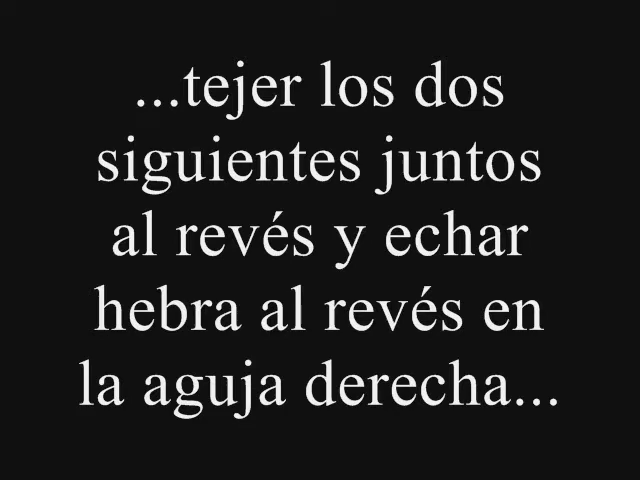 ...tejer los dos
siguientes juntos
al revés y echar
hebra al revés en
la aguja derecha...